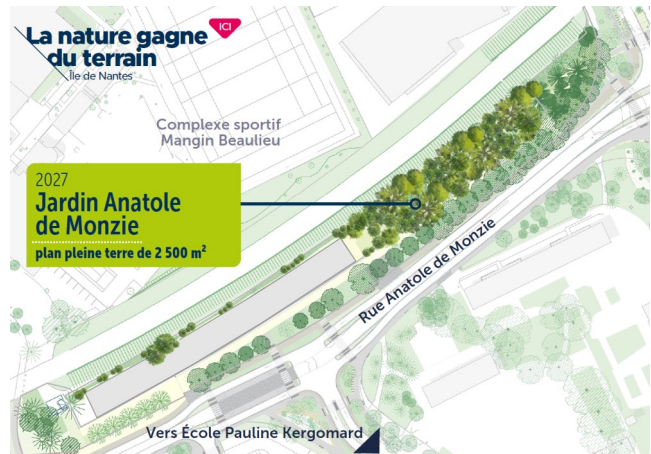 La nature gagne
du terrain
ICI
Île de Nantes
Complexe sportif
Mangin Beaulieu
2027
Jardin Anatole
de Monzie
plan pleine terre de 2 500 m²
Rue Anatole de Monzie
Vers École Pauline Kergomard